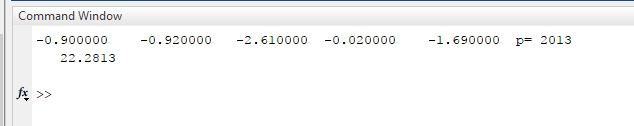 Command Window
-0.900000 -0.920000 -2.610000 -0.020000 -1.690000 p= 2013
22.2813
fx >>